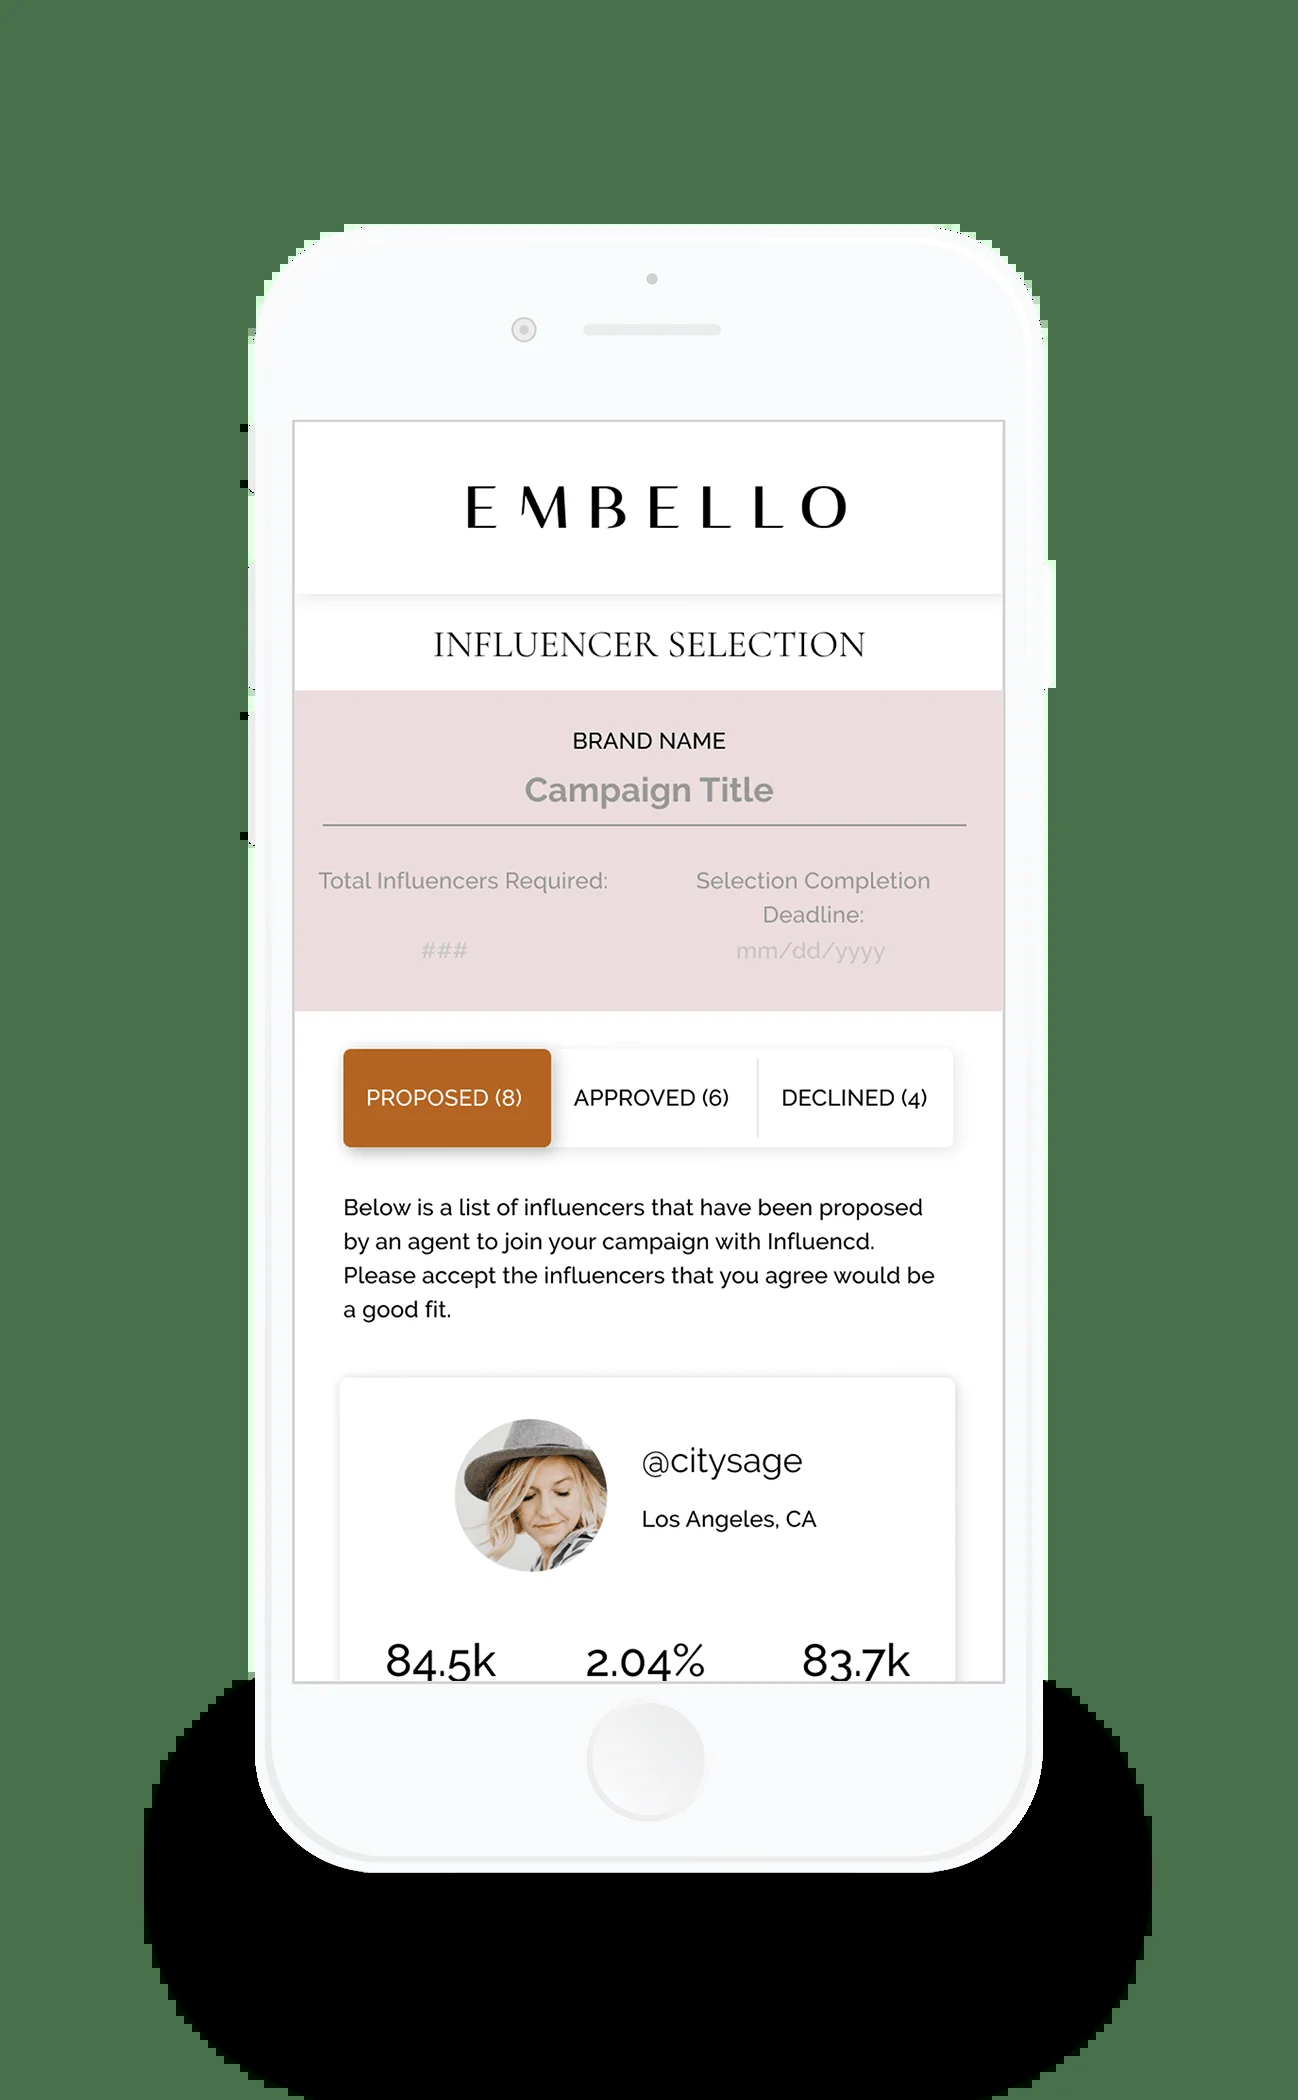 EMBELLO
INFLUENCER SELECTION
BRAND NAME
Campaign Title
Total Influencers Required:
###
Selection Completion
Deadline:
mm/dd/yyyy
PROPOSED (8)
APPROVED (6)
DECLINED (4)
Below is a list of influencers that have been proposed
by an agent to join your campaign with Influencd.
Please accept the influencers that you agree would be
a good fit.
@citysage
Los Angeles, CA
84.5k
2.04%
83.7k